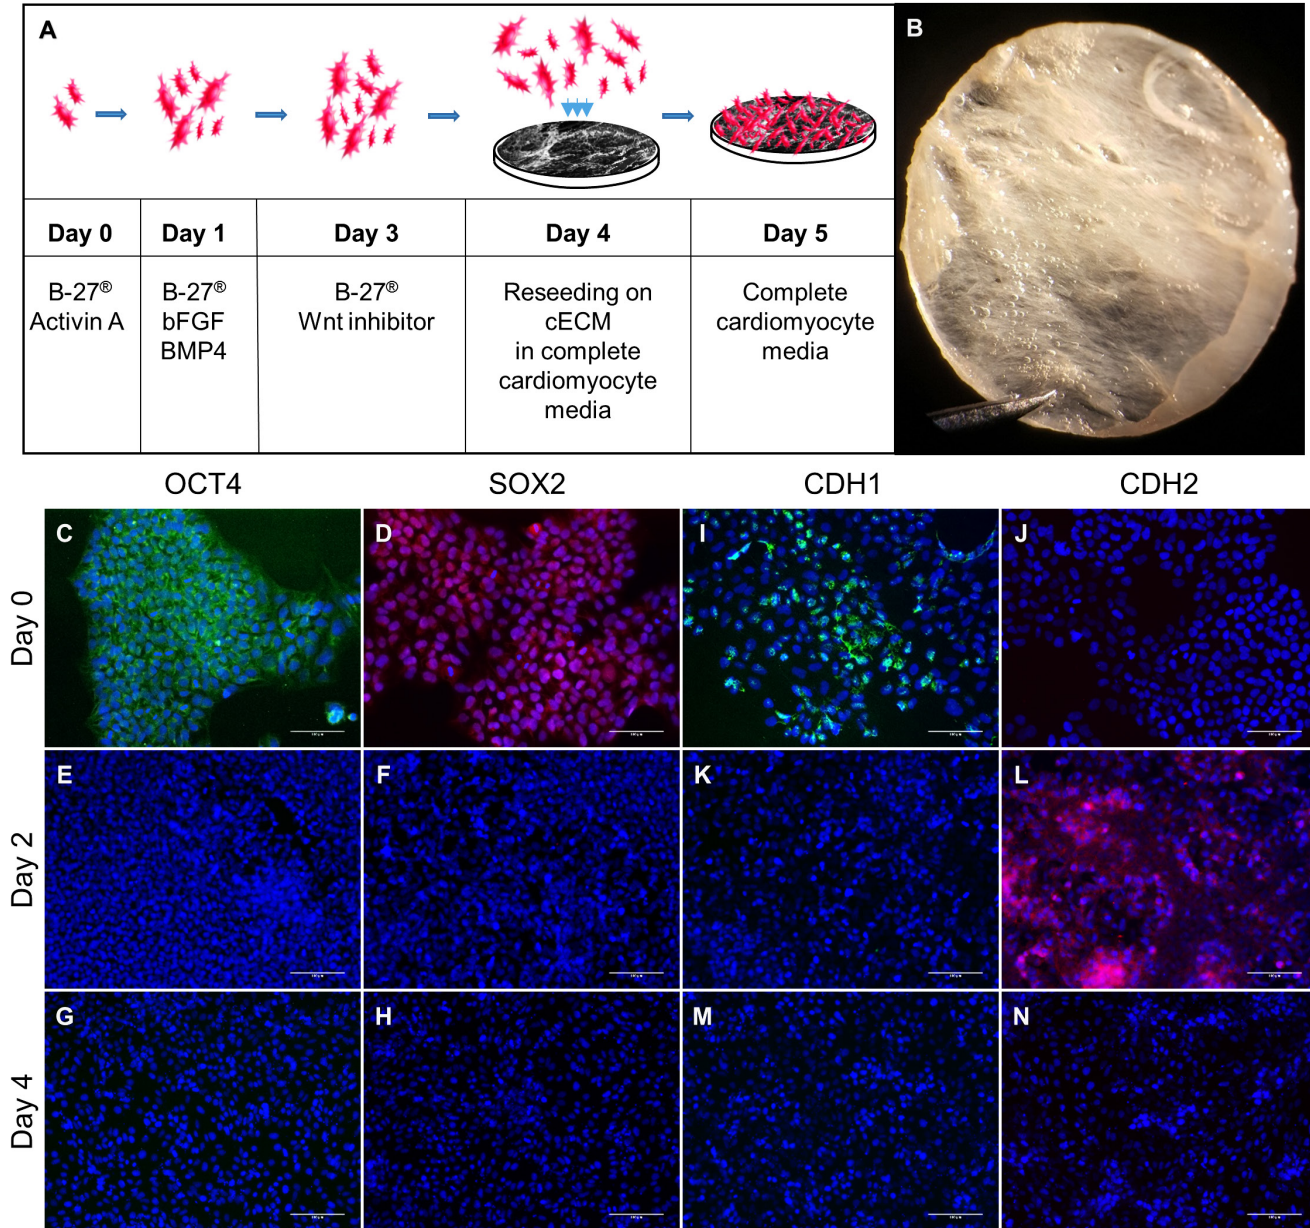 A
B
Day 0
Day 1
Day 3
Day 4
Day 5
B-27®
Activin A
B-27®
bFGF
BMP4
B-27®
Wnt inhibitor
Reseeding on
cECM
in complete
cardiomyocyte
media
Complete
cardiomyocyte
media
OCT4
SOX2
CDH1
CDH2
Day 0
C
D
I
J
Day 2
E
F
K
L
Day 4
G
H
M
N